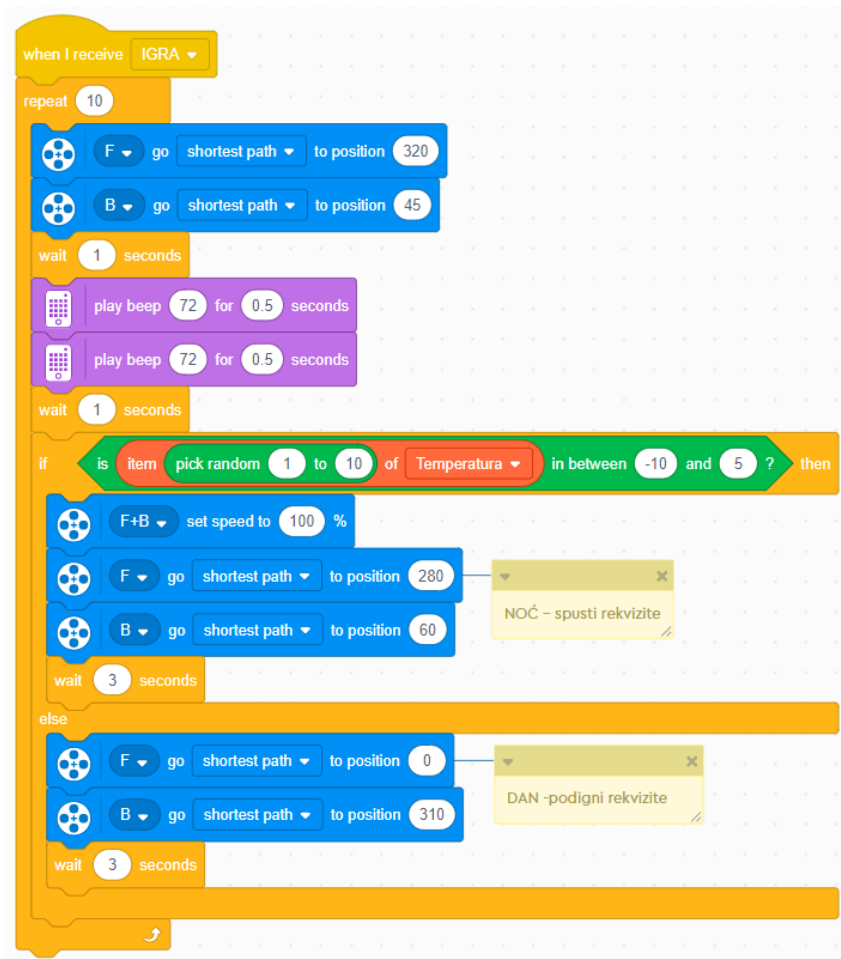 when I receive IGRA
repeat 10
F go shortest path to position 320
B go shortest path to position 45
wait 1 seconds
play beep 72 for 0.5 seconds
play beep 72 for 0.5 seconds
wait 1 seconds
if is item pick random 1 to 10 of Temperatura in between -10 and 5 ? then
F+B set speed to 100 %
F go shortest path to position 280
NOĆ – spusti rekvizite
B go shortest path to position 60
wait 3 seconds
else
F go shortest path to position 0
DAN -podigni rekvizite
B go shortest path to position 310
wait 3 seconds